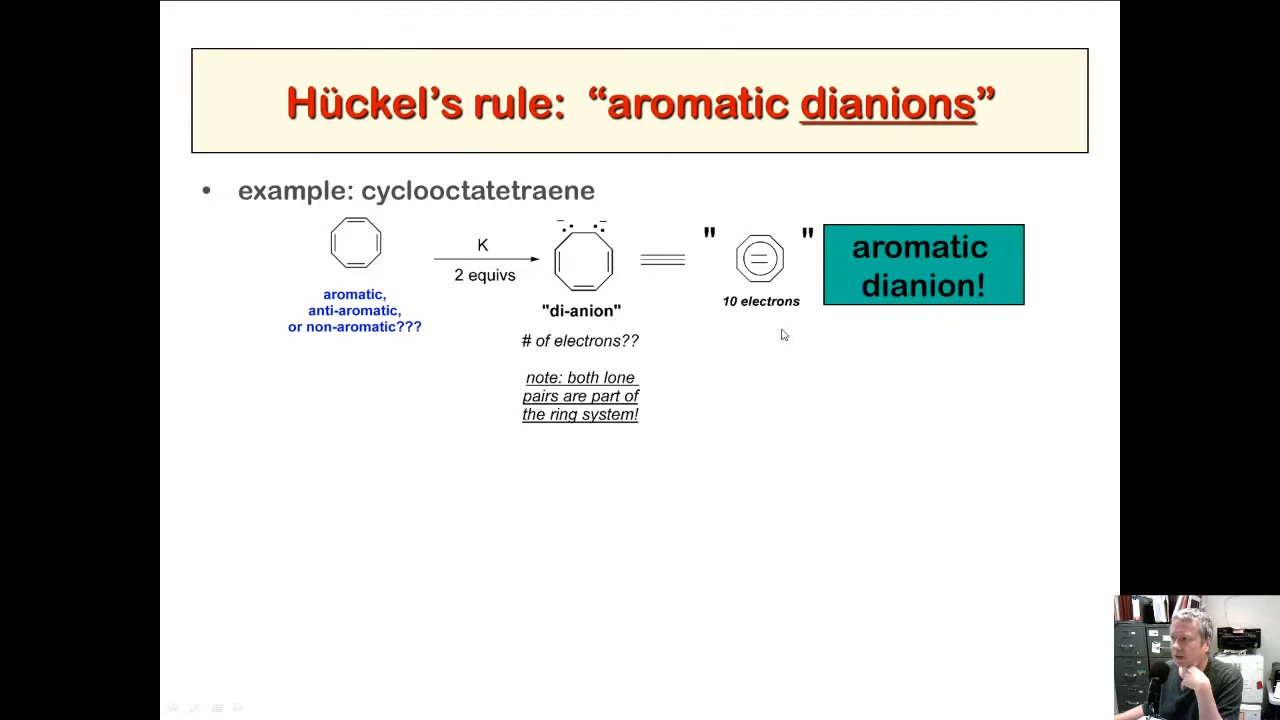 Hückel's rule: “aromatic dianions”
• example: cyclooctatetraene
aromatic,
anti-aromatic,
or non-aromatic???
K
2 equivs
− −
"di-anion"
# of electrons??
note: both lone
pairs are part of
the ring system!
" "
10 electrons
aromatic
dianion!